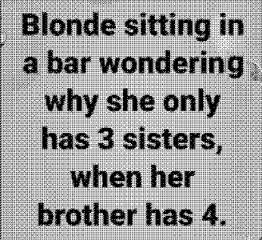 Blonde sitting in
a bar wondering
why she only
has 3 sisters,
when her
brother has 4.